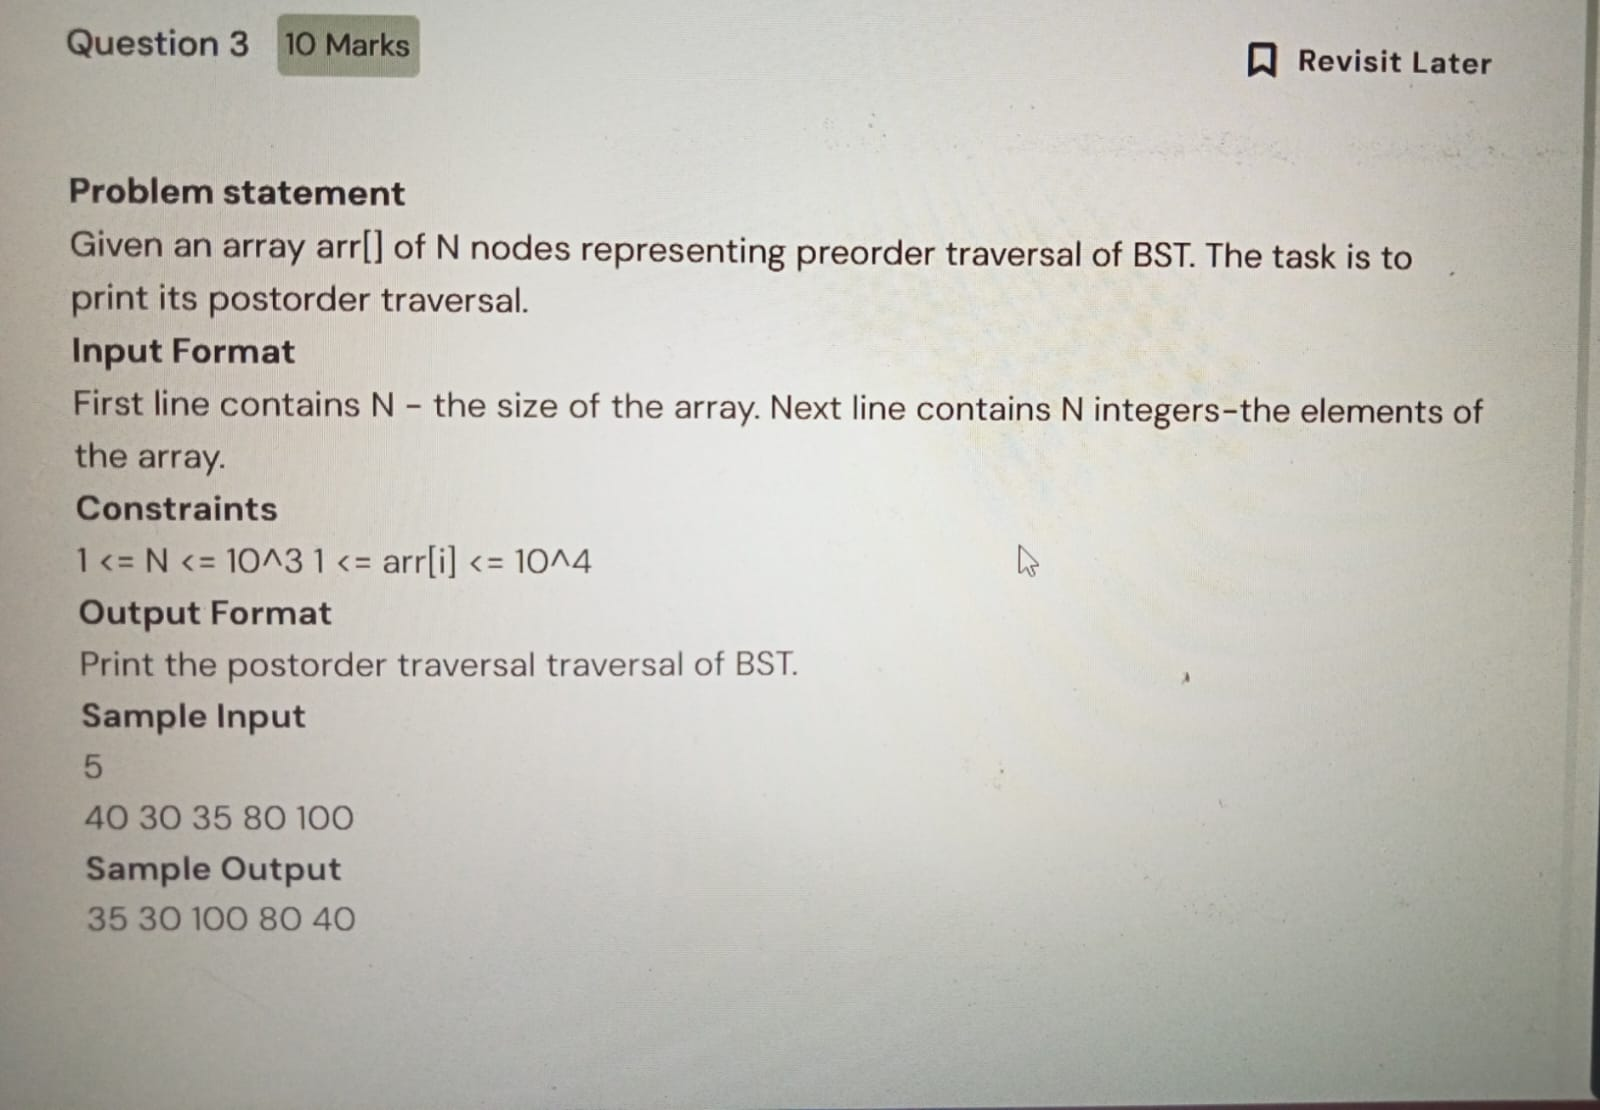 Question 3 10 Marks Revisit Later
Problem statement
Given an array arr[] of N nodes representing preorder traversal of BST. The task is to
print its postorder traversal.
Input Format
First line contains N - the size of the array. Next line contains N integers-the elements of
the array.
Constraints
1 <= N <= 10^3 1 <= arr[i] <= 10^4
Output Format
Print the postorder traversal traversal of BST.
Sample Input
5
40 30 35 80 100
Sample Output
35 30 100 80 40